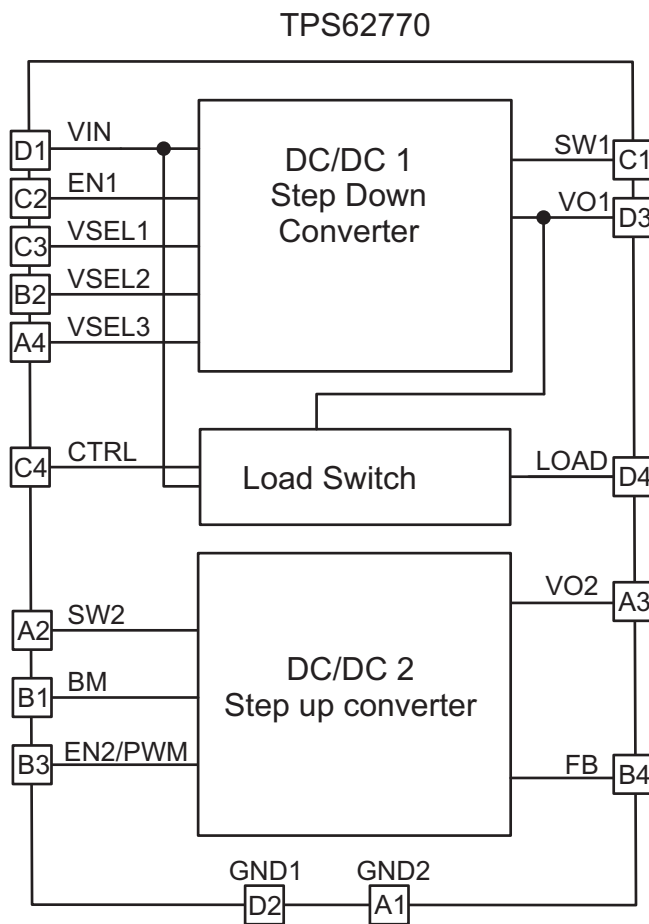 TPS62770
D1 VIN
C2 EN1
C3 VSEL1
B2 VSEL2
A4 VSEL3
DC/DC 1
Step Down
Converter
SW1 C1
VO1 D3
C4 CTRL
Load Switch
LOAD D4
A2 SW2
B1 BM
B3 EN2/PWM
DC/DC 2
Step up converter
VO2 A3
FB B4
GND1
D2
GND2
A1